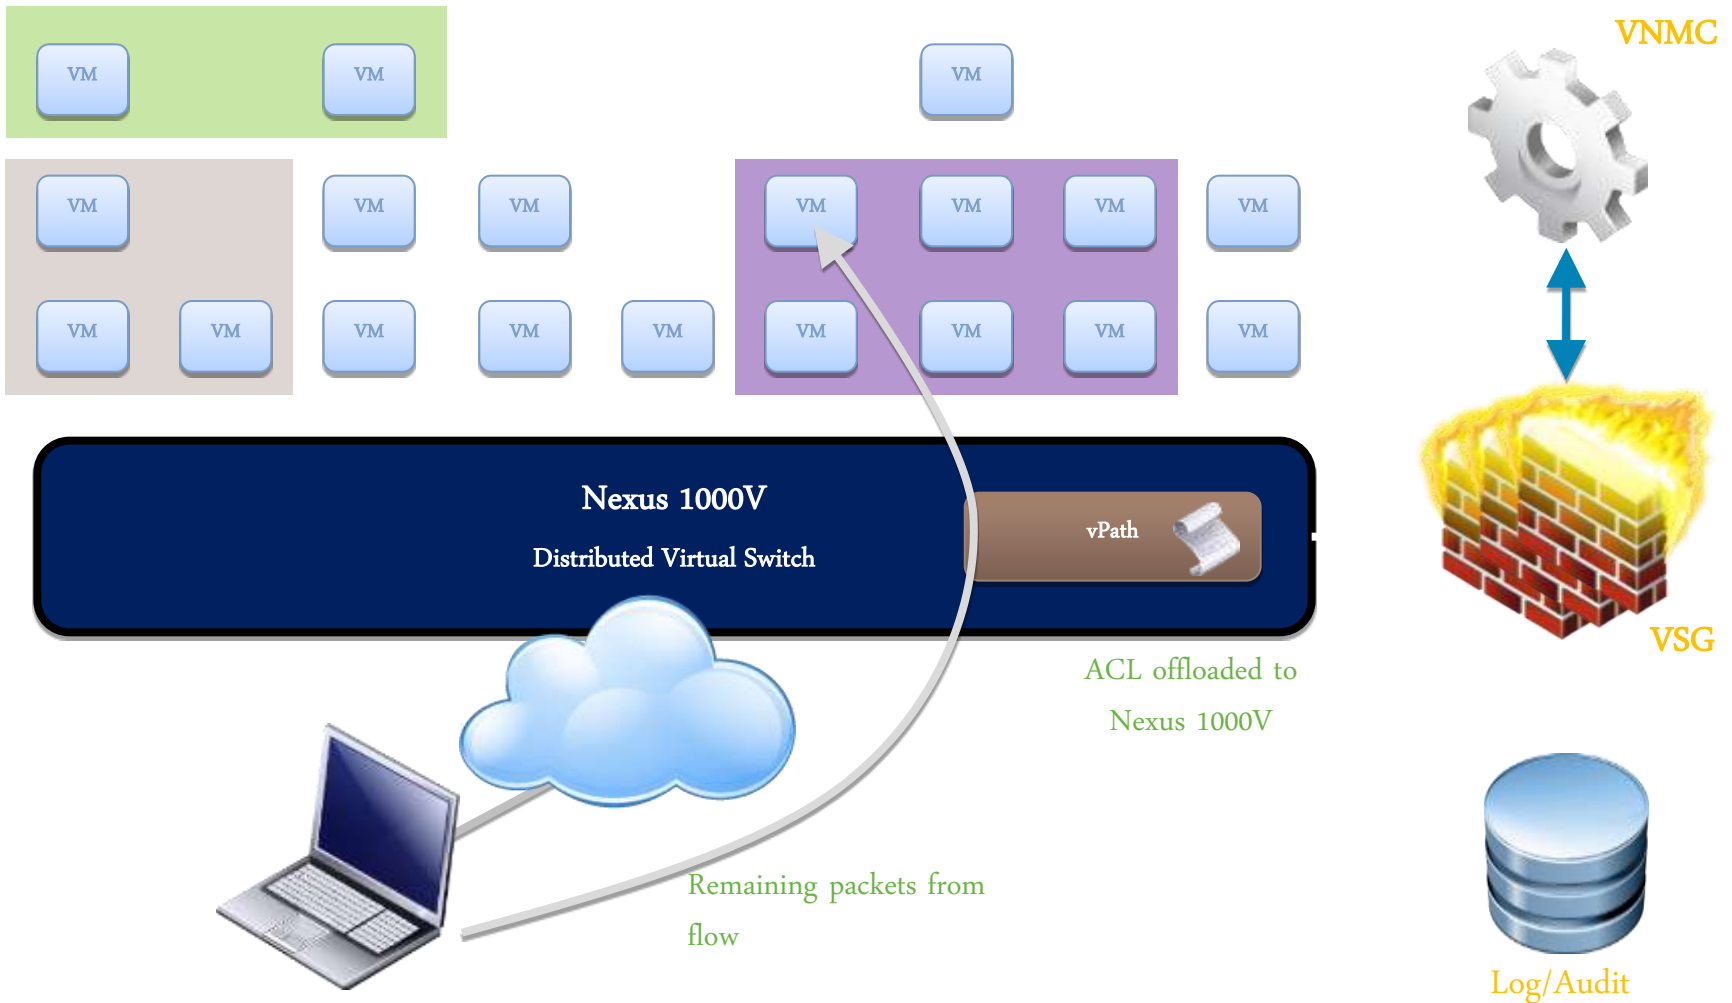 VNMC
VM VM VM
VM VM VM VM VM VM VM
VM VM VM VM VM VM VM VM VM
Nexus 1000V
vPath
Distributed Virtual Switch
VSG
ACL offloaded to
Nexus 1000V
Remaining packets from
flow
Log/Audit